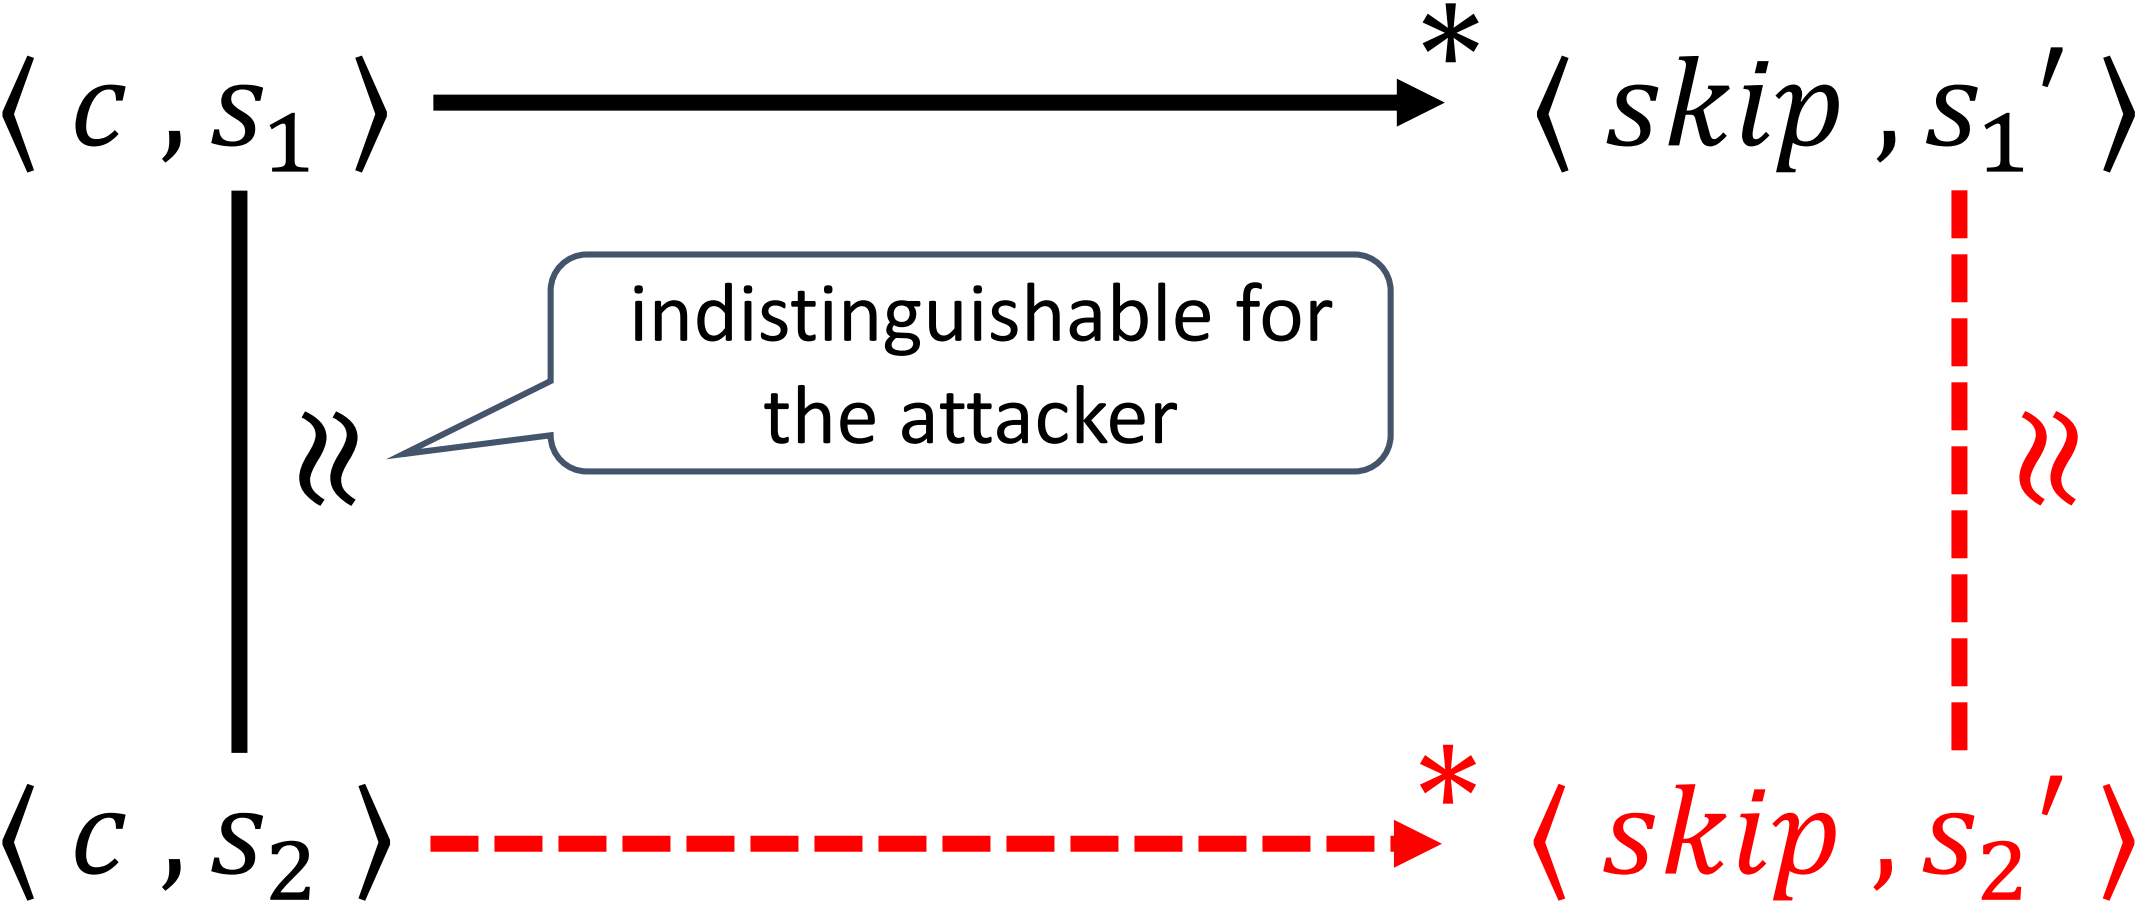 ⟨ c , s₁ ⟩ * ⟨ skip , s₁′ ⟩
indistinguishable for
the attacker
≈ ≈
⟨ c , s₂ ⟩ * ⟨ skip , s₂′ ⟩